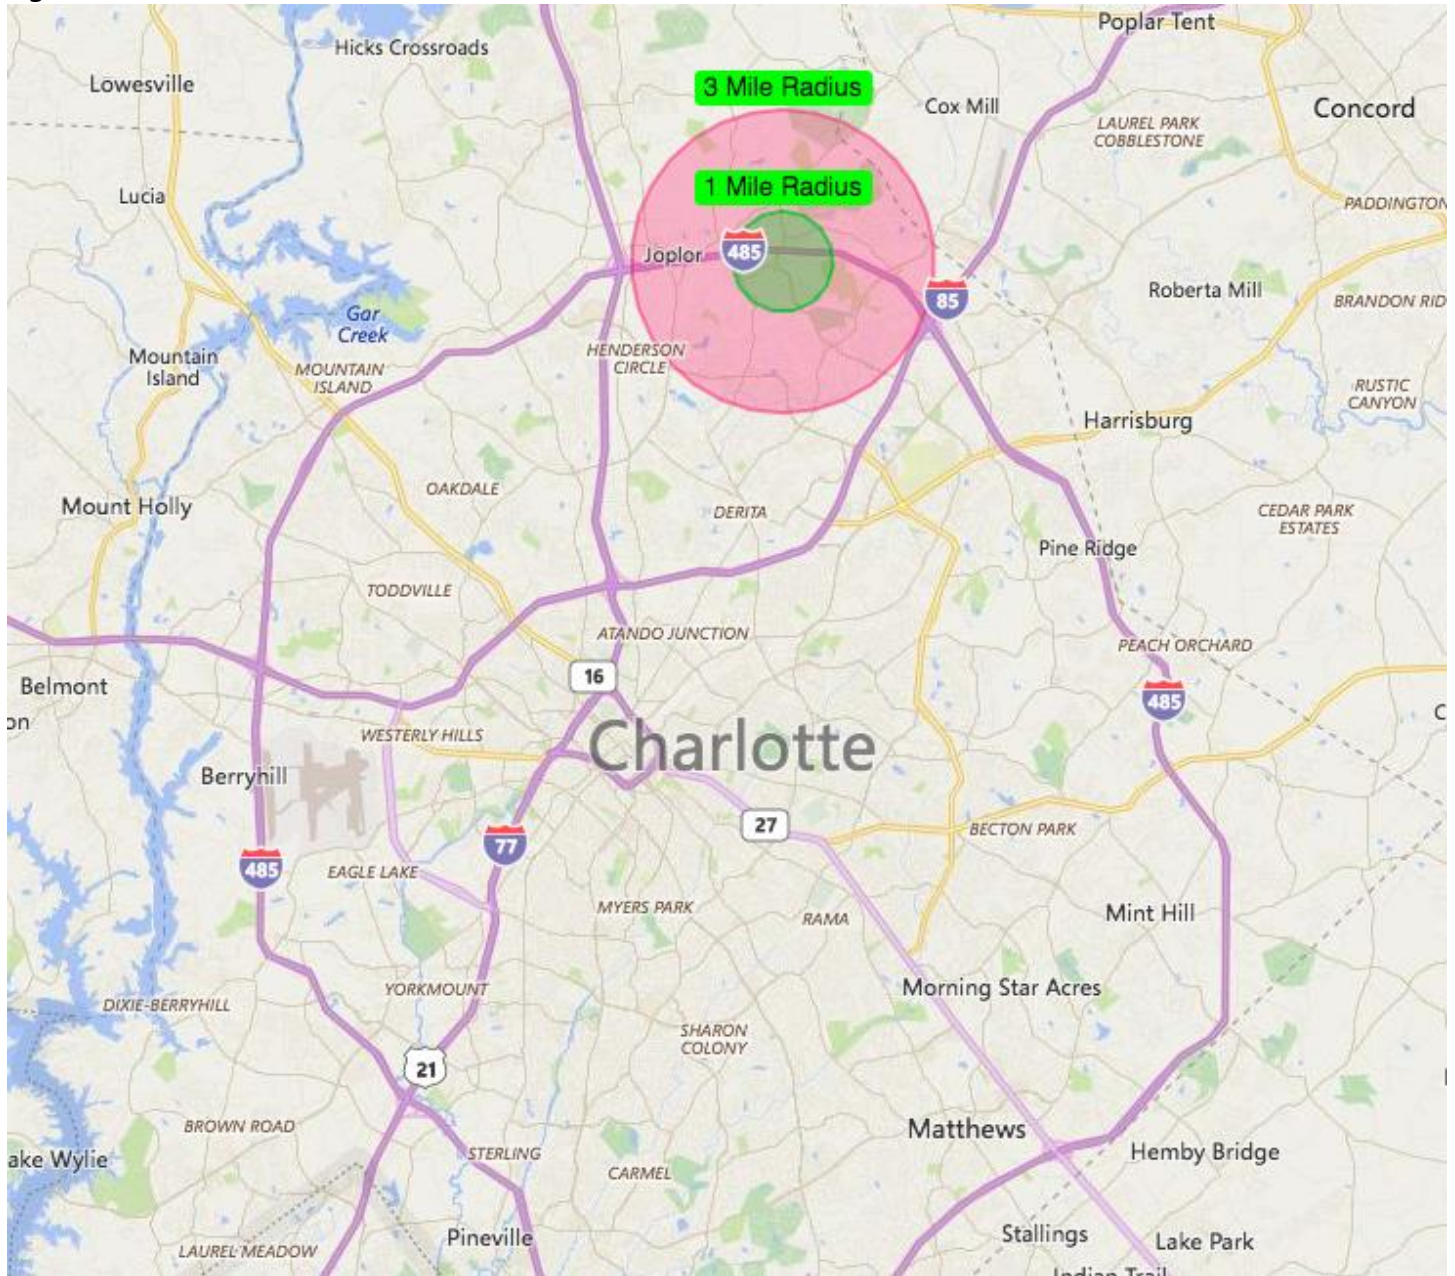 Poplar Tent
Hicks Crossroads
Lowesville
3 Mile Radius
Cox Mill
Concord
LAUREL PARK
COBBLESTONE
Lucia
1 Mile Radius
PADDINGTON
Joplor
485
85
Roberta Mill
BRANDON RID
Gar
Creek
Mountain
Island
MOUNTAIN
ISLAND
HENDERSON
CIRCLE
RUSTIC
CANYON
Harrisburg
OAKDALE
Mount Holly
DERITA
CEDAR PARK
ESTATES
Pine Ridge
TODDVILLE
ATANDO JUNCTION
PEACH ORCHARD
16
Belmont
485
on
C
WESTERLY HILLS
Charlotte
Berryhill
27
BECTON PARK
77
485
EAGLE LAKE
MYERS PARK
RAMA
Mint Hill
YORKMOUNT
Morning Star Acres
DIXIE-BERRYHILL
SHARON
COLONY
21
BROWN ROAD
Matthews
STERLING
Hemby Bridge
ake Wylie
CARMEL
Pineville
Stallings
Lake Park
LAUREL MEADOW
Indian Trail